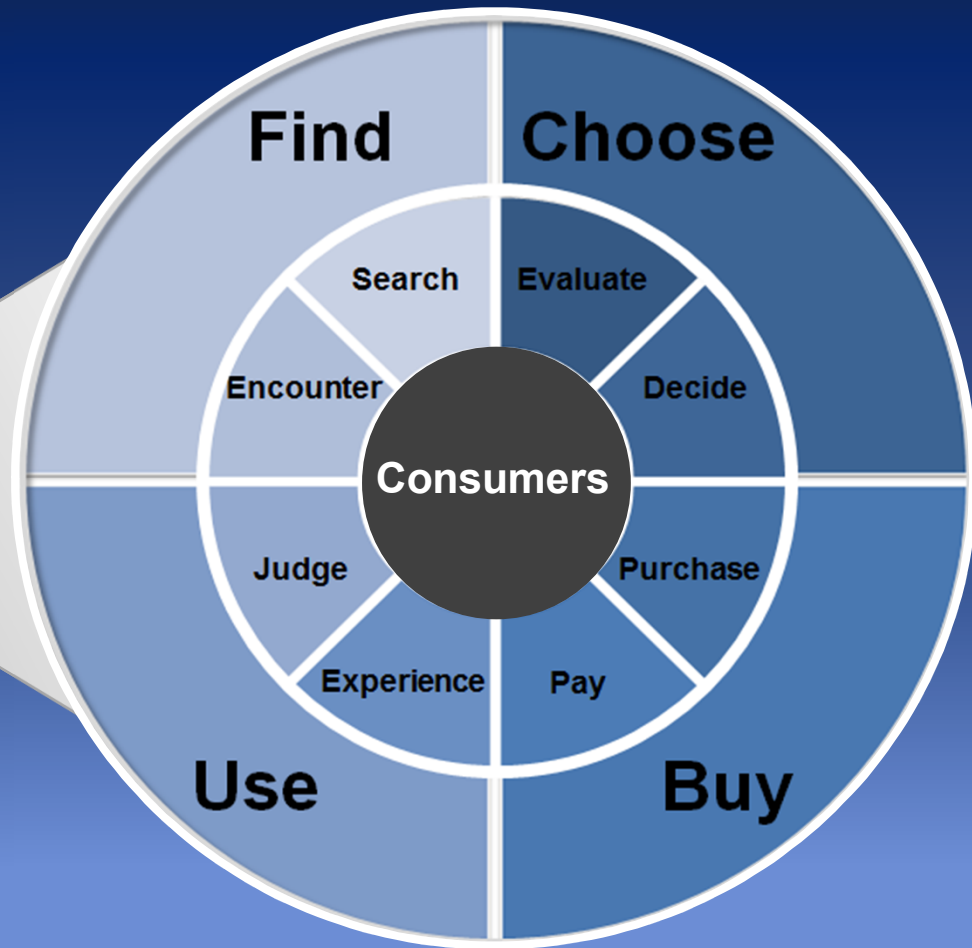 Find
Choose
Search
Evaluate
Encounter
Decide
Consumers
Judge
Purchase
Experience
Pay
Use
Buy